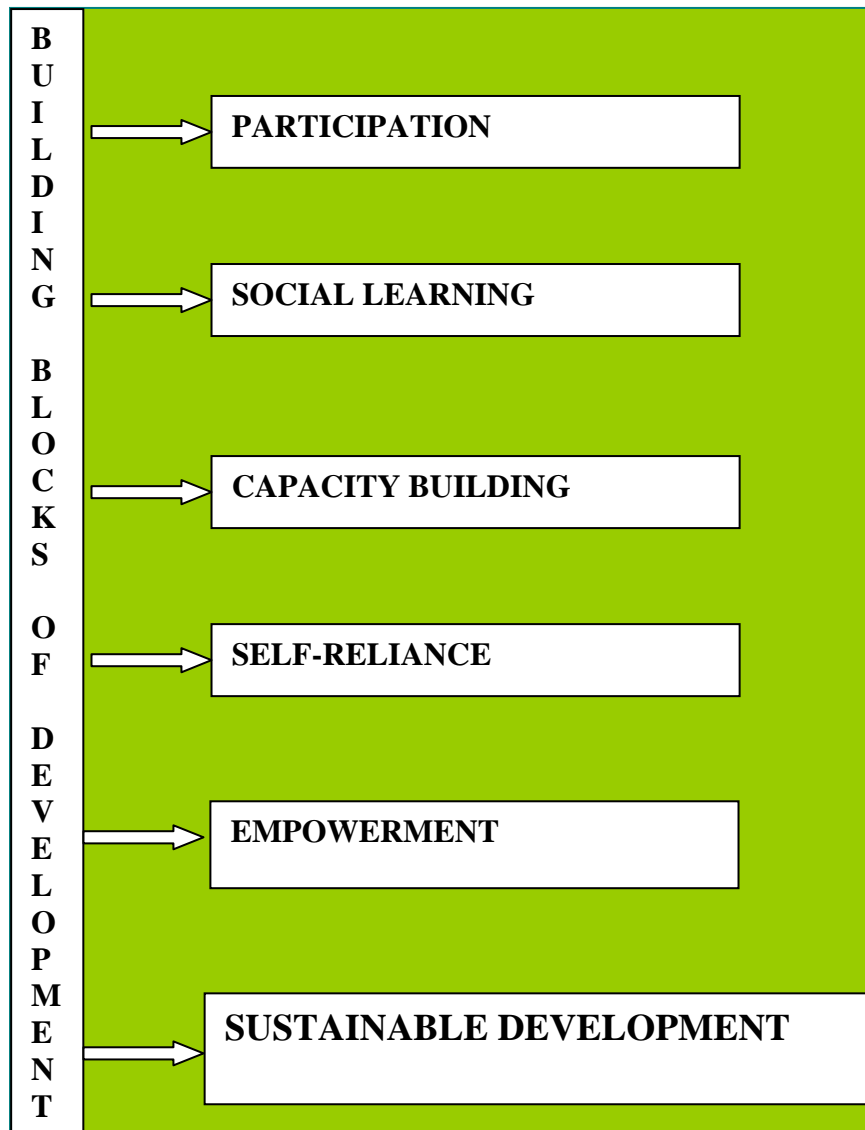 BUILDING BLOCKS OF DEVELOPMENT
PARTICIPATION
SOCIAL LEARNING
CAPACITY BUILDING
SELF-RELIANCE
EMPOWERMENT
SUSTAINABLE DEVELOPMENT